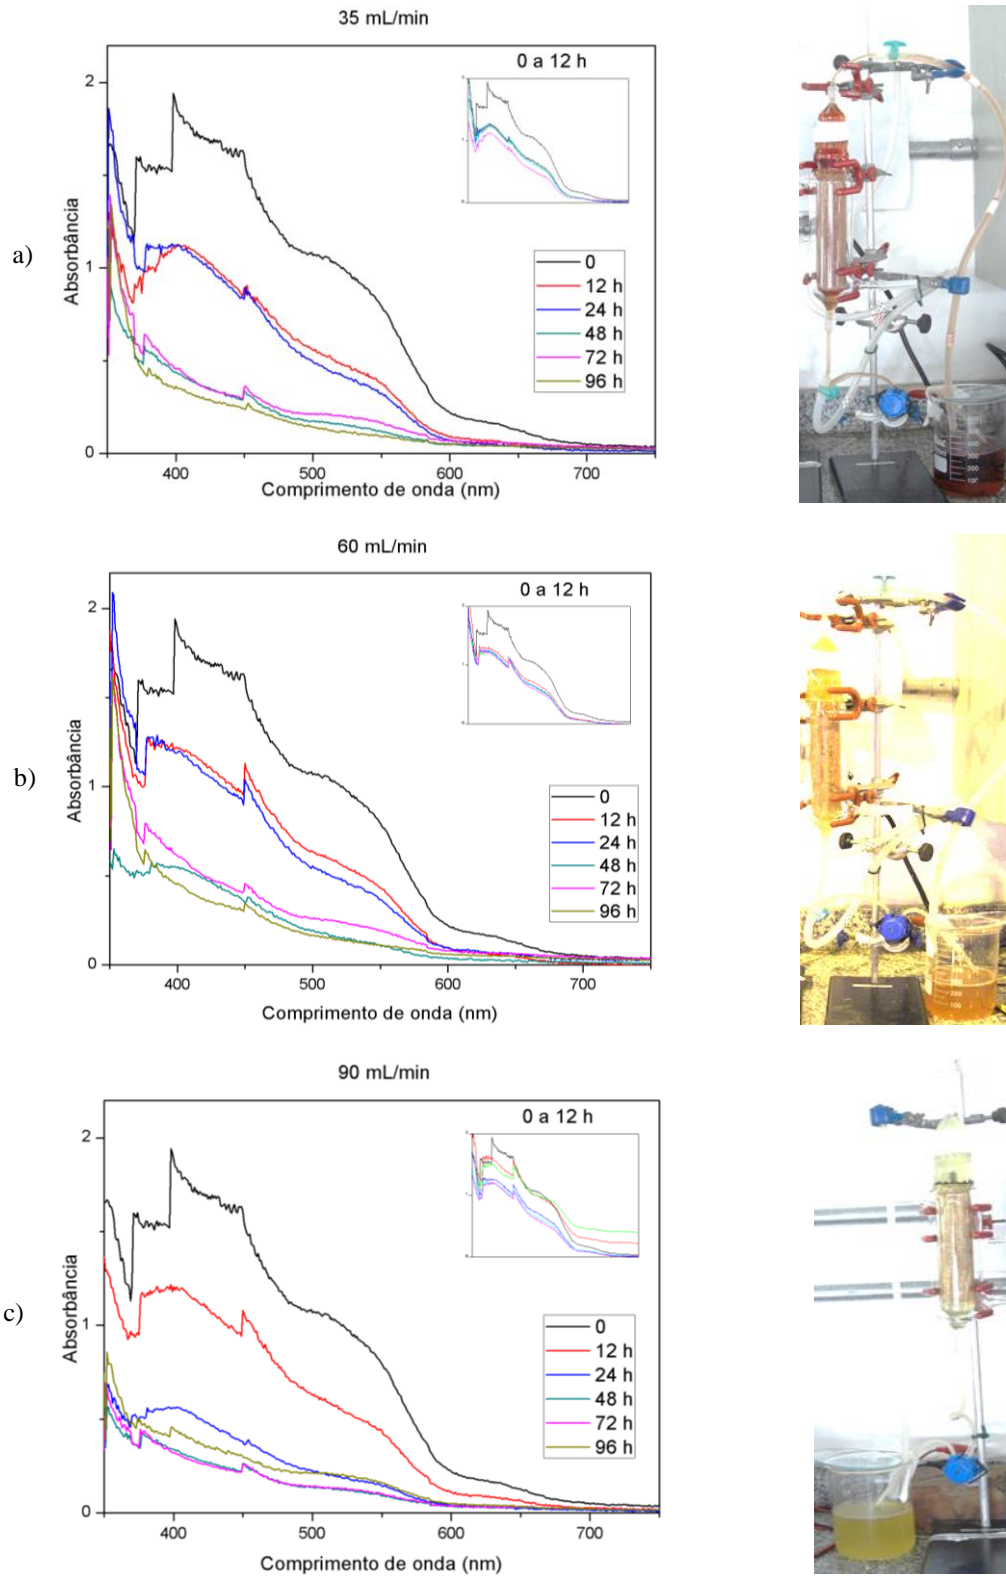 35 mL/min
0 a 12 h
2
1
0
Absorbância
0
12 h
24 h
48 h
72 h
96 h
400
500
600
700
Comprimento de onda (nm)
a)
60 mL/min
0 a 12 h
2
1
0
Absorbância
0
12 h
24 h
48 h
72 h
96 h
400
500
600
700
Comprimento de onda (nm)
b)
90 mL/min
0 a 12 h
2
1
0
Absorbância
0
12 h
24 h
48 h
72 h
96 h
400
500
600
700
Comprimento de onda (nm)
c)